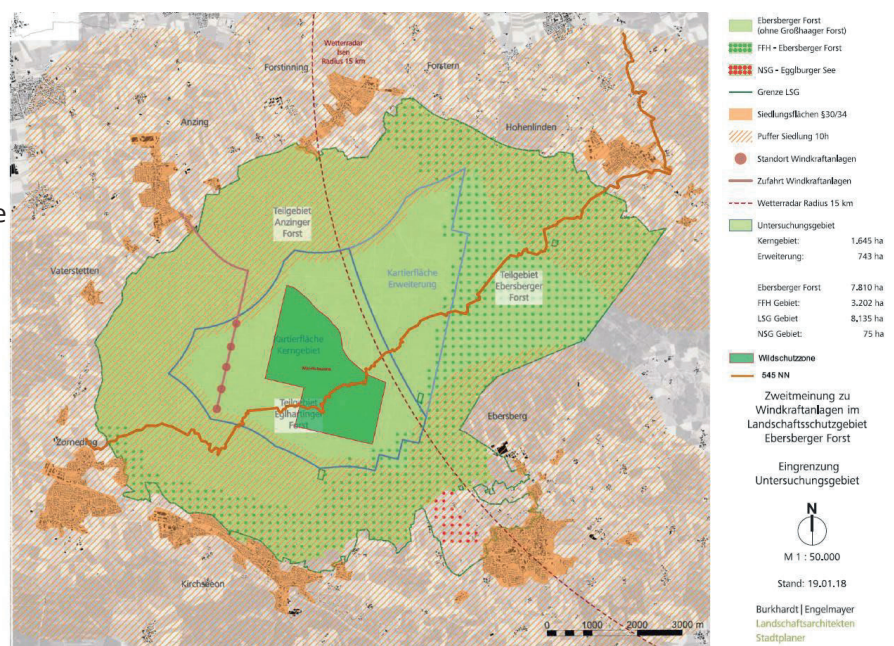 e
Wetterradar
hen
Radius 15 km
Forstinning
Forstern
Anzing
Hohenlinden
Teilgebiet
Anzinger
Forst
Kartierfläche
Erweiterung
Teilgebiet
Ebersberger
Forst
Vaterstetten
Kartierfläche
Kerngebiet
Teilgebiet
Eglhartinger
Forst
Ebersberg
Zorneding
Kirchseeon
0 1000 2000 3000 m
Ebersberger Forst
(ohne Großhaager Forst)
FFH - Ebersberger Forst
NSG - Egglburger See
Grenze LSG
Siedlungsflächen §30/34
Puffer Siedlung 10h
Standort Windkraftanlagen
Zufahrt Windkraftanlagen
Wetterradar Radius 15 km
Untersuchungsgebiet
Kerngebiet: 1,645 ha
Erweiterung: 743 ha
Ebersberger Forst 7.810 ha
FFH Gebiet: 3.202 ha
LSG Gebiet 8,135 ha
NSG Gebiet: 75 ha
Wildschutzzone
545 NN
Zweitmeinung zu
Windkraftanlagen im
Landschaftsschutzgebiet
Ebersberger Forst
Eingrenzung
Untersuchungsgebiet
N
M 1 : 50.000
Stand: 19.01.18
Burkhardt|Engelmayer
Landschaftsarchitekten
Stadtplaner